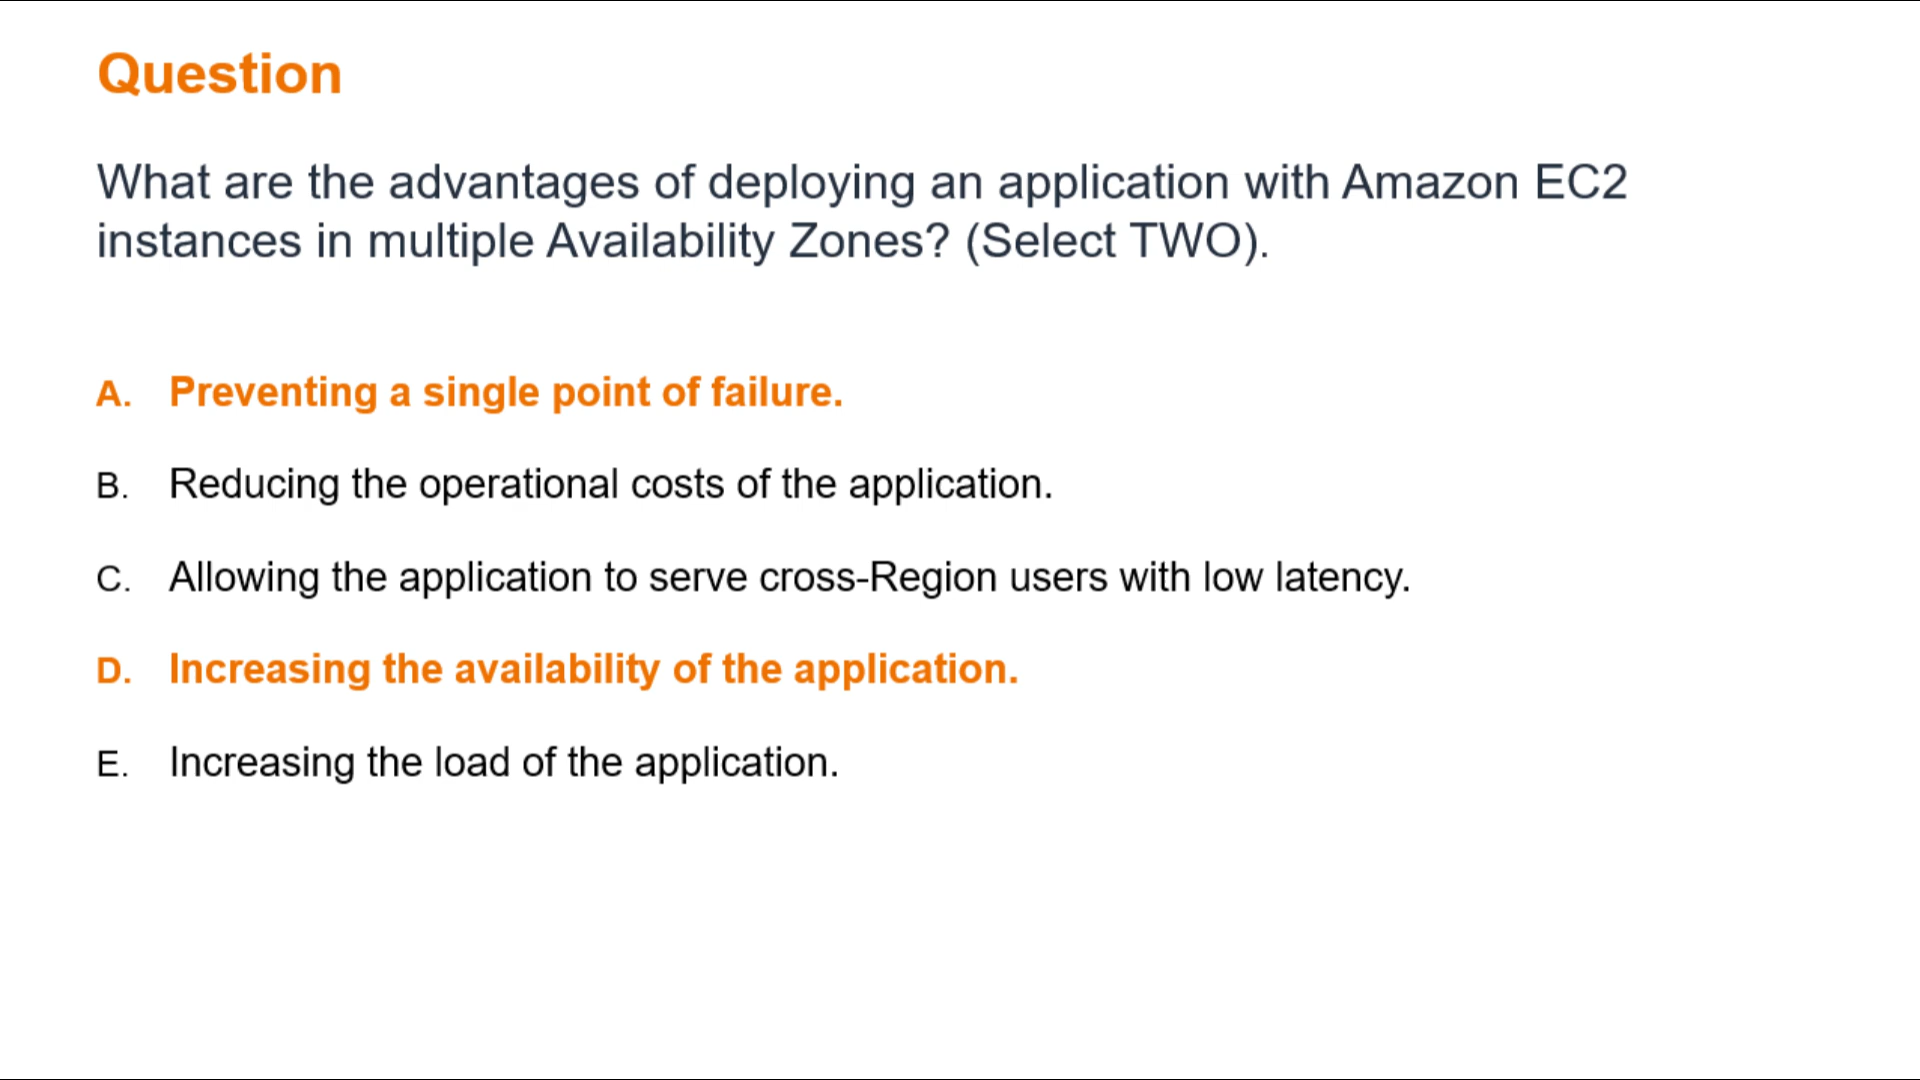 Question
What are the advantages of deploying an application with Amazon EC2
instances in multiple Availability Zones? (Select TWO).
A. Preventing a single point of failure.
B. Reducing the operational costs of the application.
C. Allowing the application to serve cross-Region users with low latency.
D. Increasing the availability of the application.
E. Increasing the load of the application.